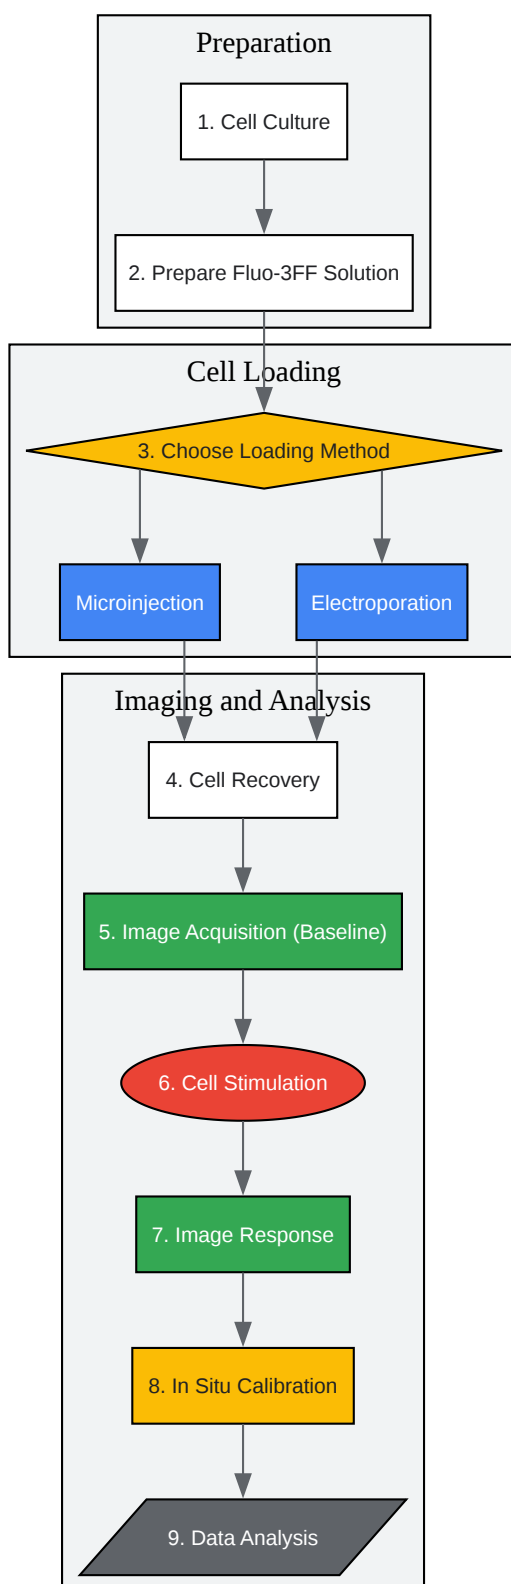 Preparation
1. Cell Culture
2. Prepare Fluo-3FF Solution
Cell Loading
3. Choose Loading Method
Microinjection
Electroporation
Imaging and Analysis
4. Cell Recovery
5. Image Acquisition (Baseline)
6. Cell Stimulation
7. Image Response
8. In Situ Calibration
9. Data Analysis